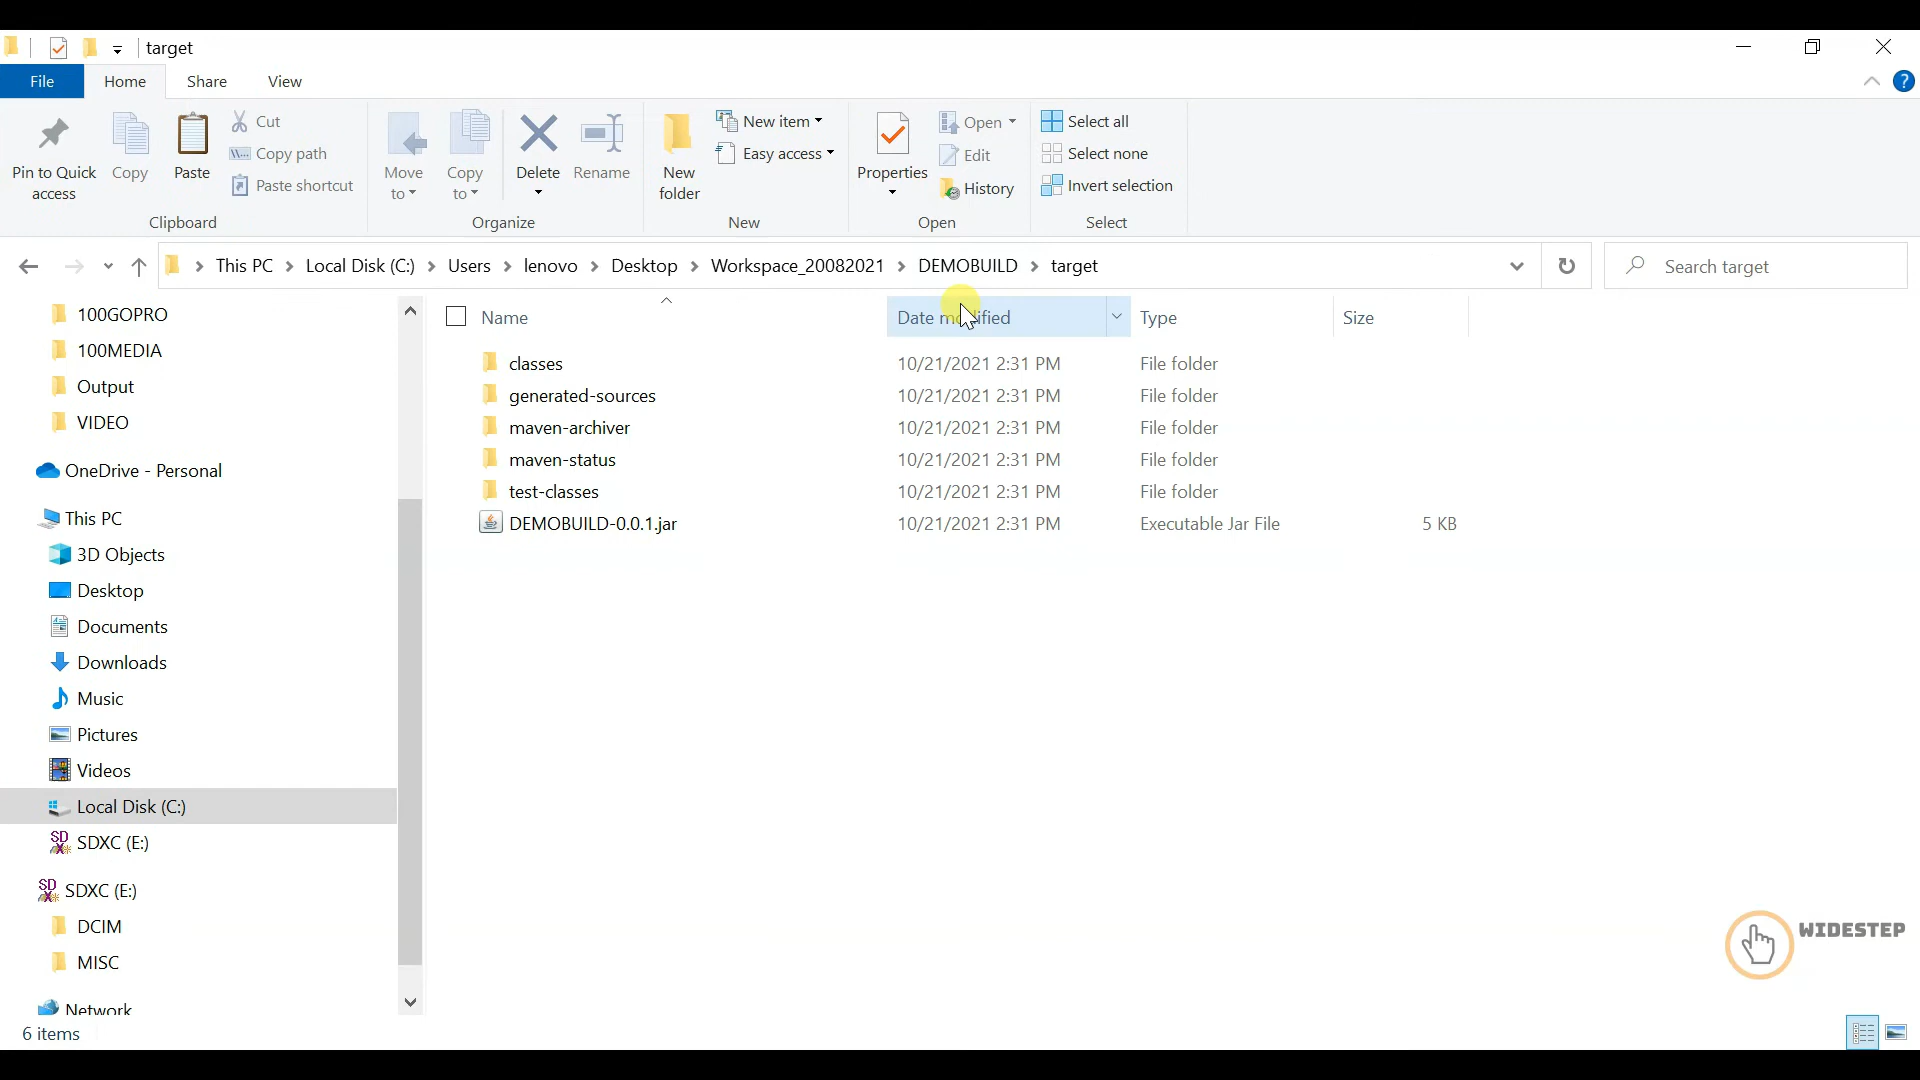 target
File Home Share View
Pin to Quick access
Copy
Paste
Cut
Copy path
Paste shortcut
Clipboard
Move to
Copy to
Delete
Rename
Organize
New folder
New item
Easy access
New
Properties
Open
Edit
History
Open
Select all
Select none
Invert selection
Select
This PC Local Disk (C:) Users lenovo Desktop Workspace_20082021 DEMOBUILD target
Search target
100GOPRO
100MEDIA
Output
VIDEO
OneDrive - Personal
This PC
3D Objects
Desktop
Documents
Downloads
Music
Pictures
Videos
Local Disk (C:)
SDXC (E:)
SDXC (E:)
DCIM
MISC
Network
Name Date modified Type Size
classes 10/21/2021 2:31 PM File folder
generated-sources 10/21/2021 2:31 PM File folder
maven-archiver 10/21/2021 2:31 PM File folder
maven-status 10/21/2021 2:31 PM File folder
test-classes 10/21/2021 2:31 PM File folder
DEMOBUILD-0.0.1.jar 10/21/2021 2:31 PM Executable Jar File 5 KB
WIDESTEP
6 items